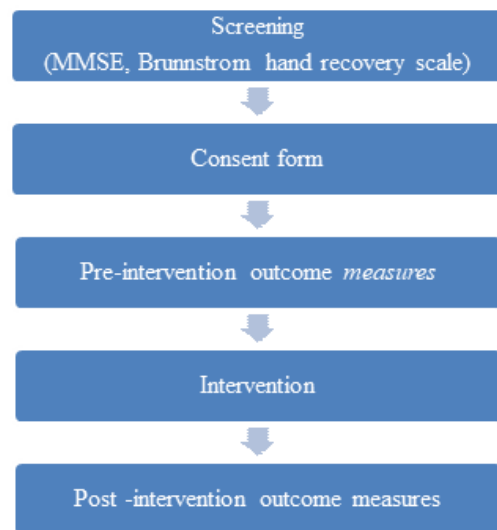 Screening
(MMSE, Brunnstrom hand recovery scale)
Consent form
Pre-intervention outcome measures
Intervention
Post -intervention outcome measures